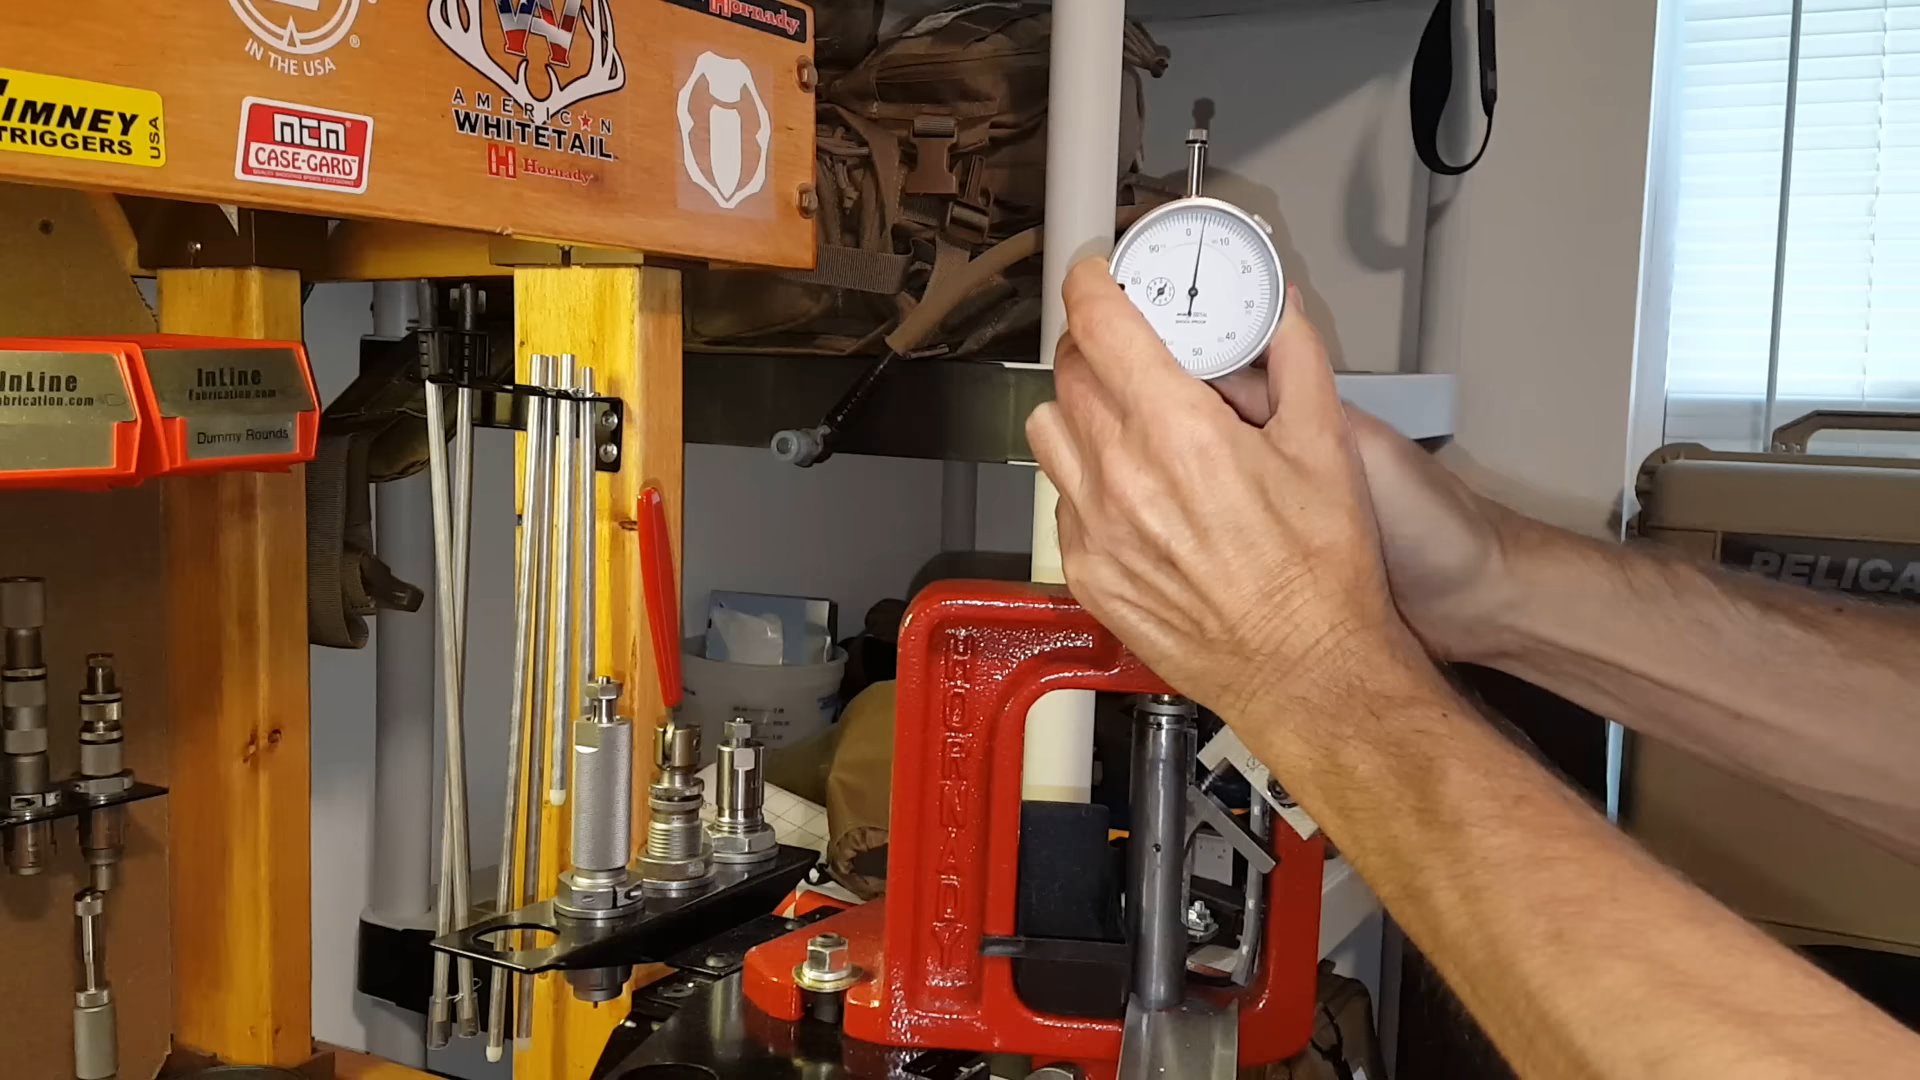 IN THE USA
®
IMNEY
TRIGGERS
USA
MTM
CASE-GARD
AMERICAN
WHITETAIL
Hornady
Hornady
InLine
abrication.com
InLine
Fabrication.com
Dummy Rounds
0
10
20
30
40
50
80
90
PELICA
HORNADY